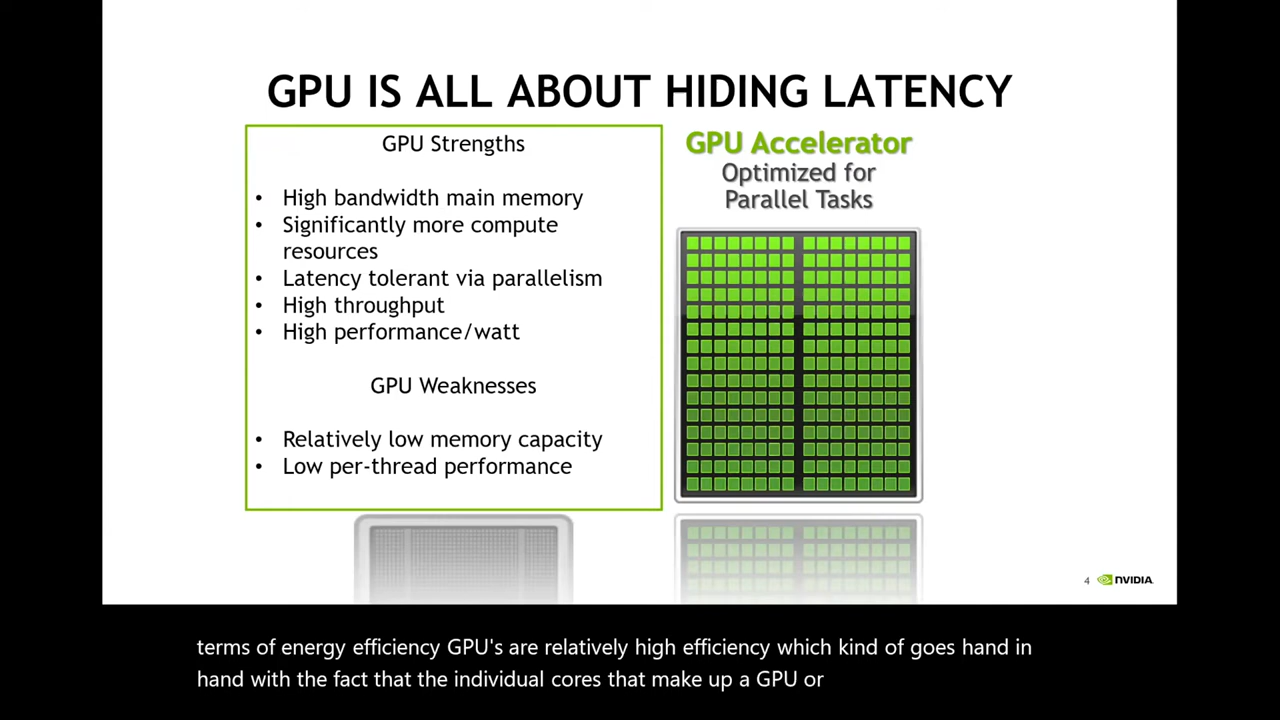 GPU IS ALL ABOUT HIDING LATENCY
GPU Strengths
• High bandwidth main memory
• Significantly more compute
resources
• Latency tolerant via parallelism
• High throughput
• High performance/watt
GPU Weaknesses
• Relatively low memory capacity
• Low per-thread performance
GPU Accelerator
Optimized for
Parallel Tasks
4 NVIDIA.
terms of energy efficiency GPU's are relatively high efficiency which kind of goes hand in
hand with the fact that the individual cores that make up a GPU or